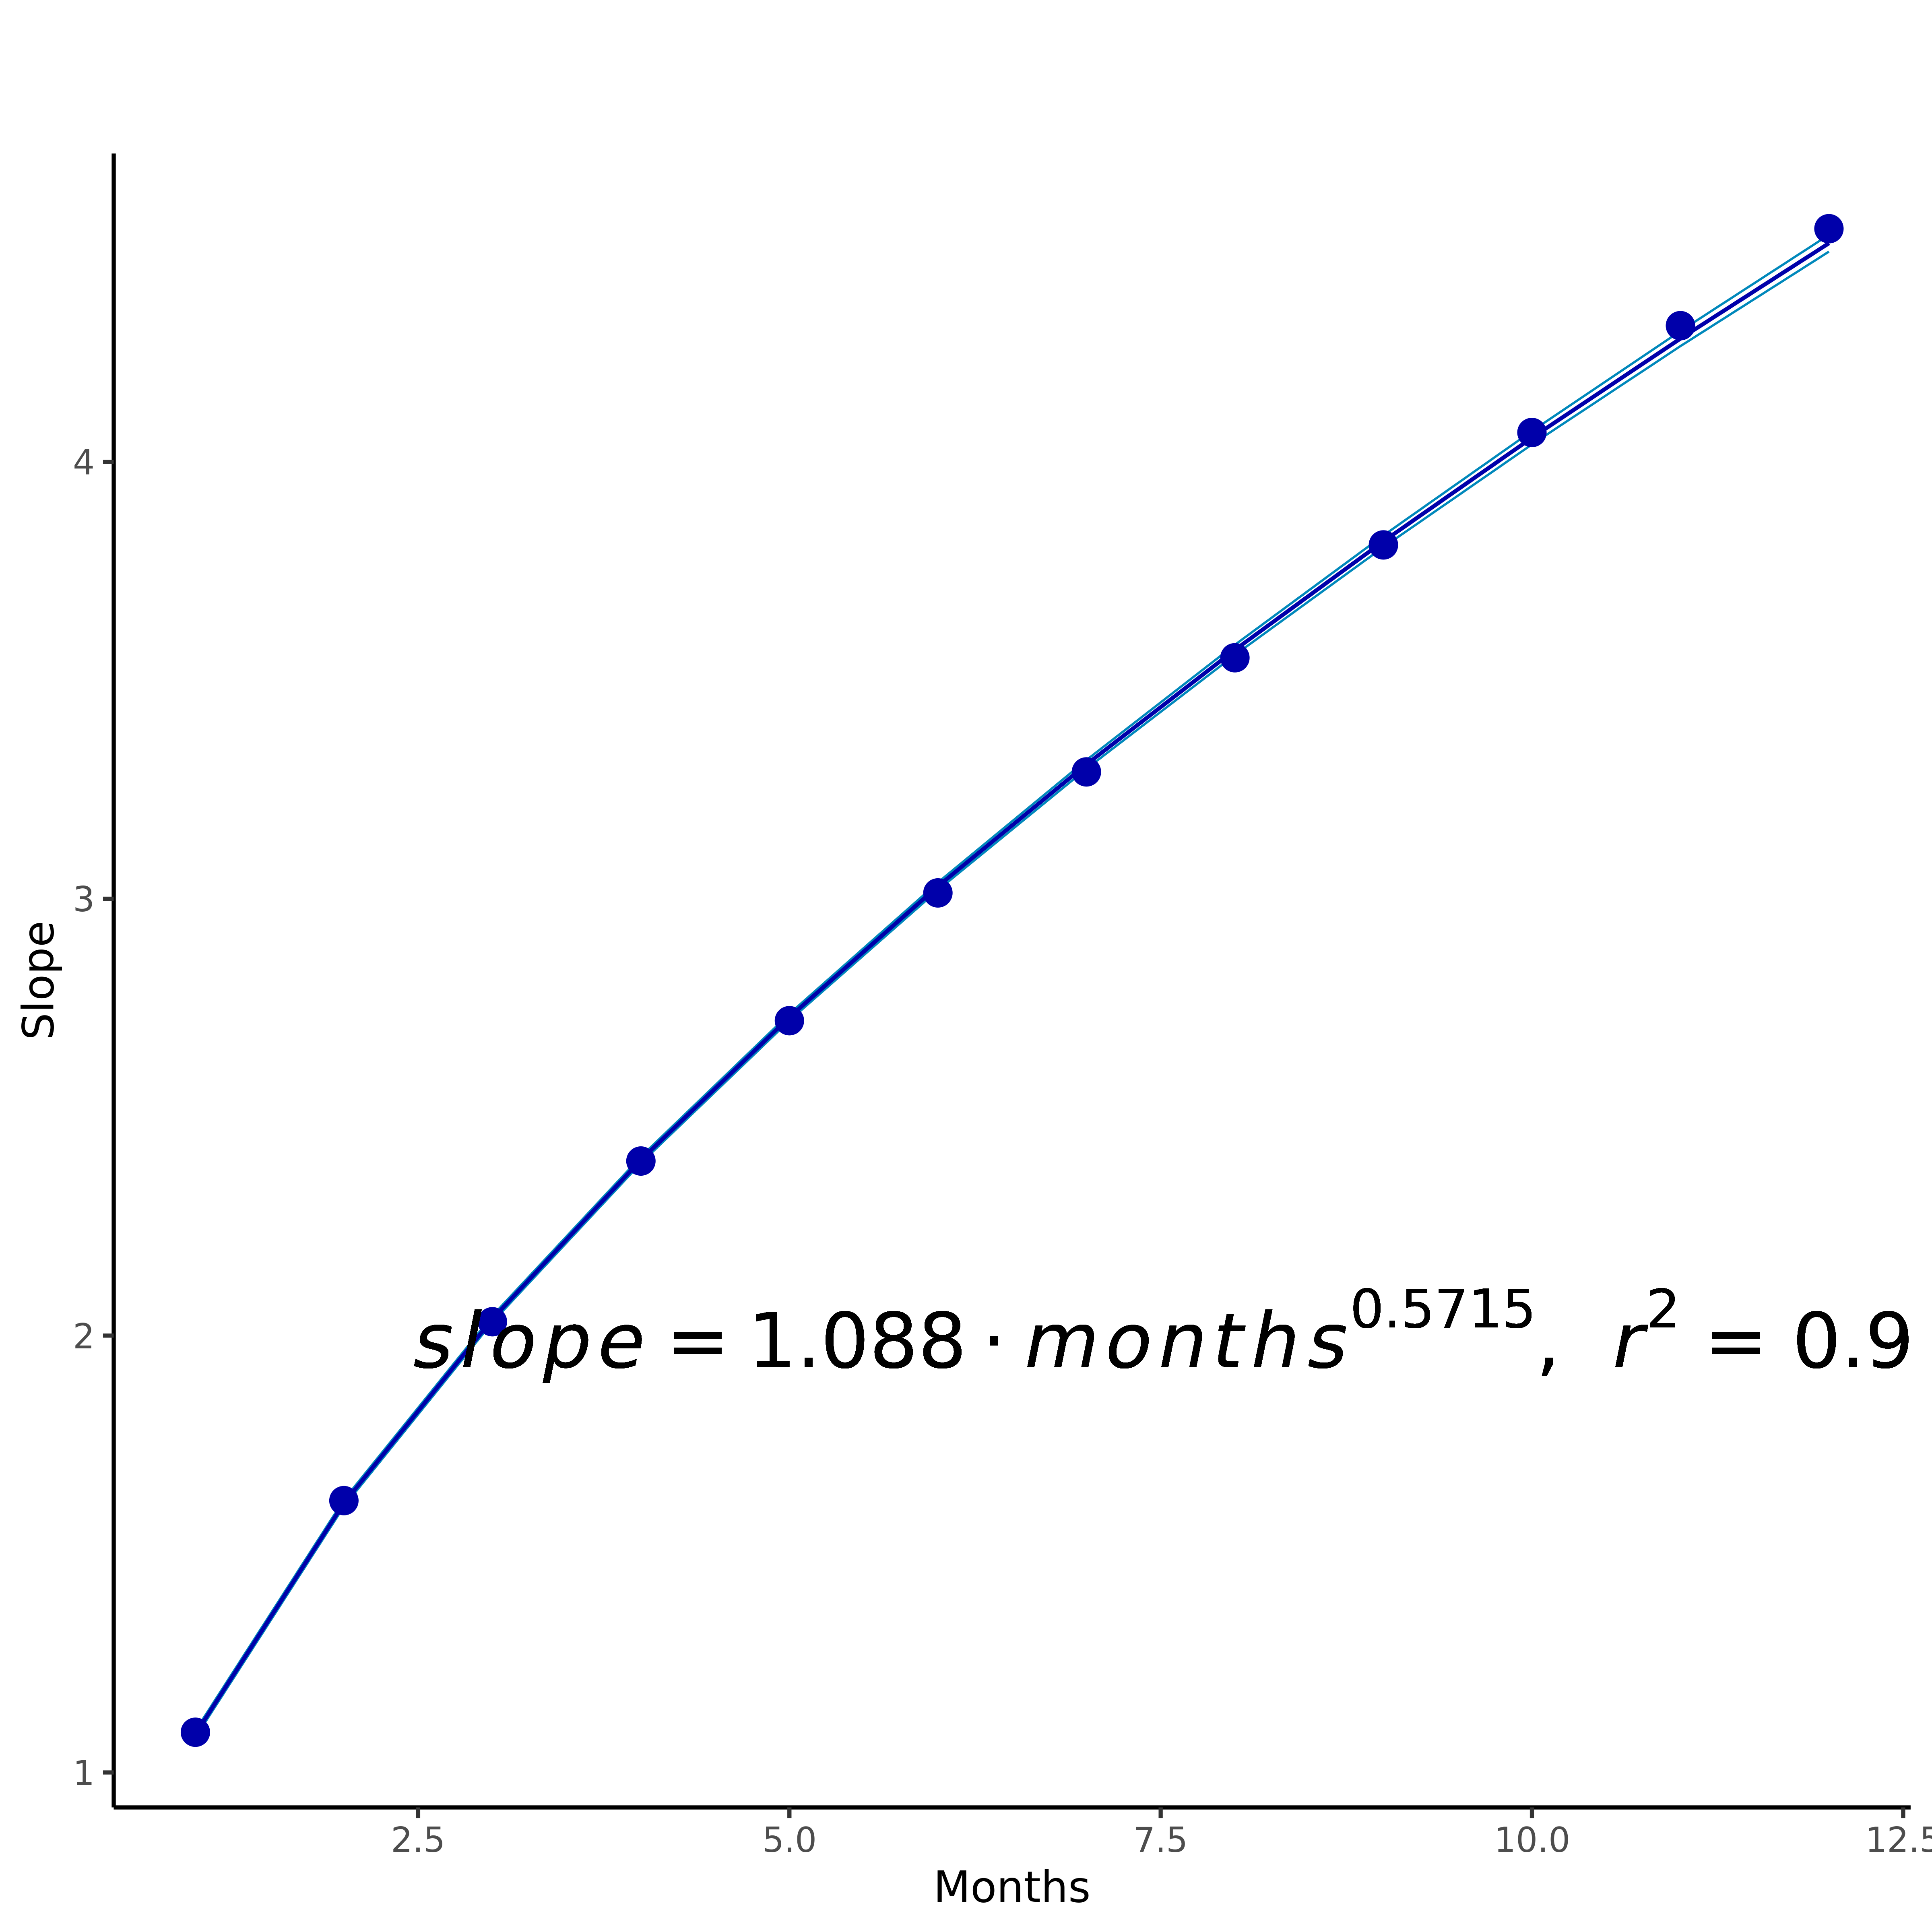 4
3
2
1
Slope
slope = 1.088 · months^0.5715, r^2 = 0.9
2.5 5.0 7.5 10.0 12.5
Months